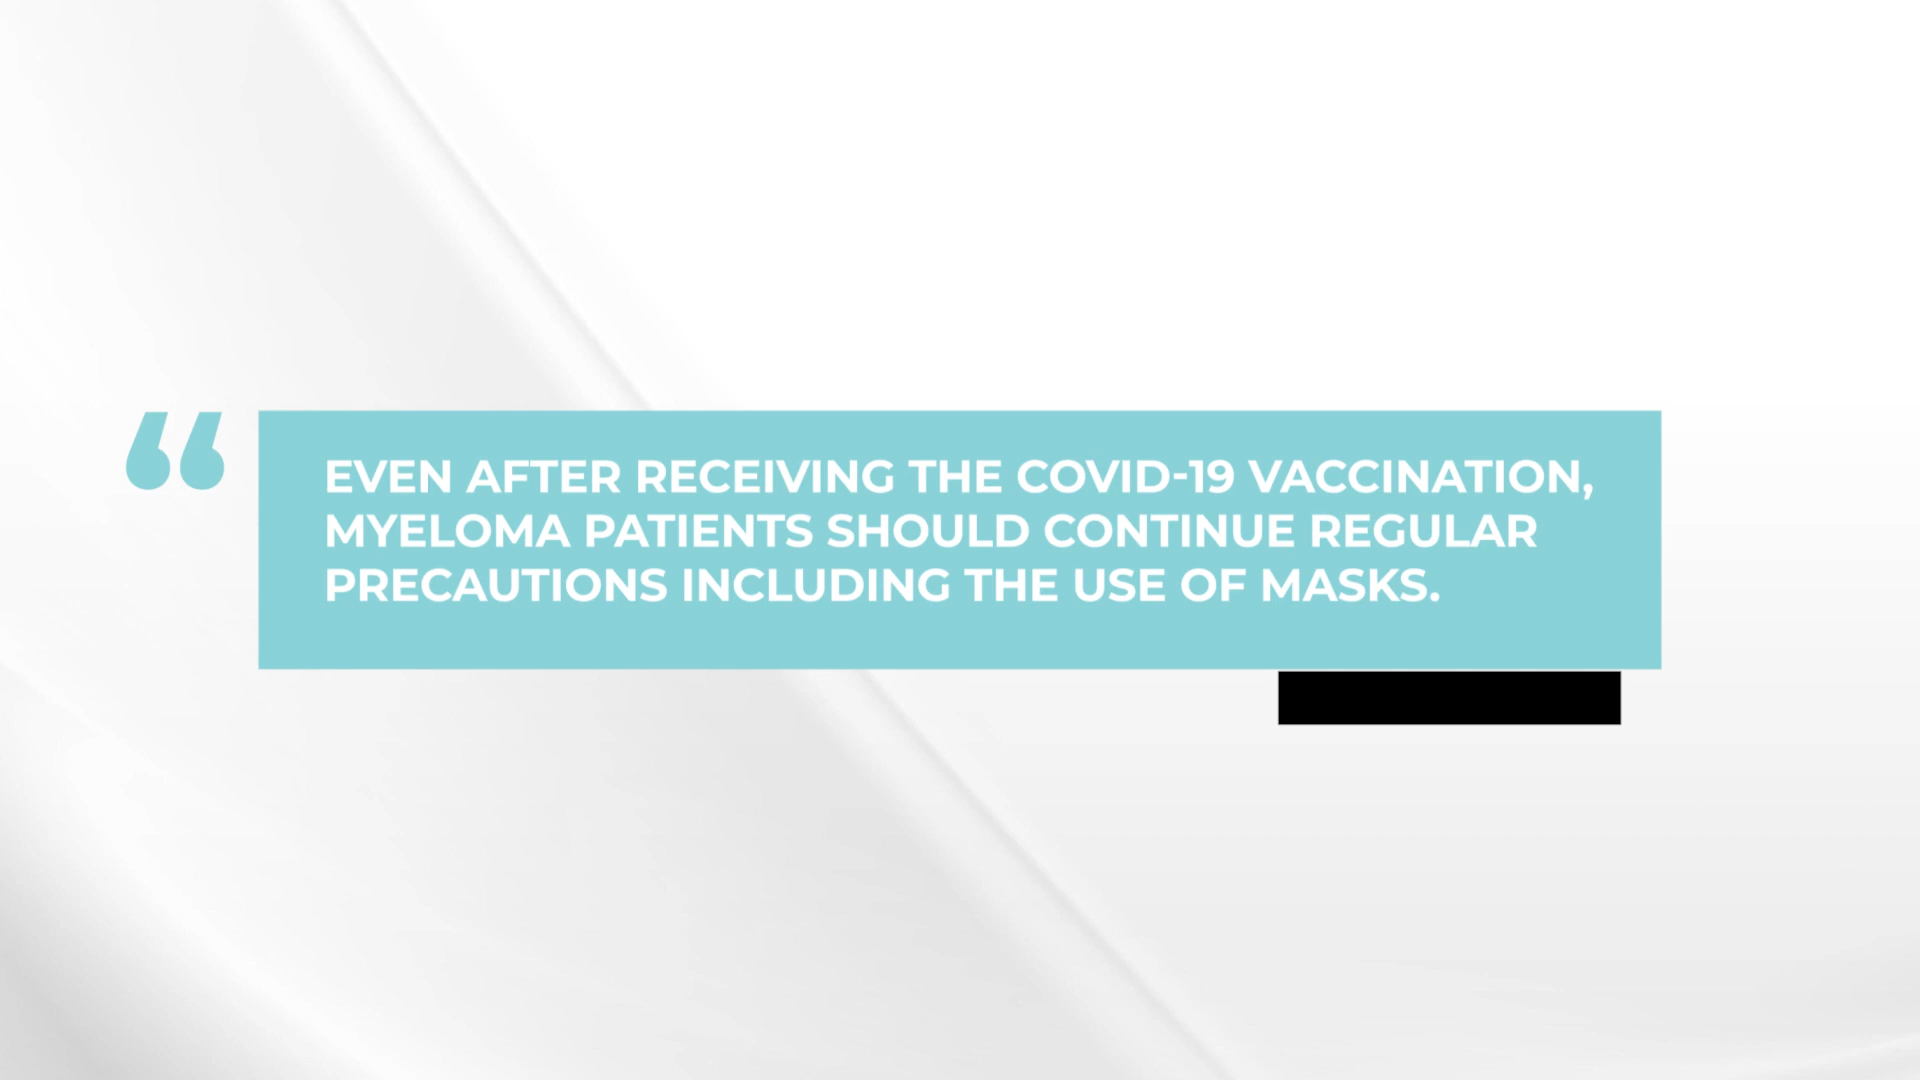 “
EVEN AFTER RECEIVING THE COVID-19 VACCINATION,
MYELOMA PATIENTS SHOULD CONTINUE REGULAR
PRECAUTIONS INCLUDING THE USE OF MASKS.